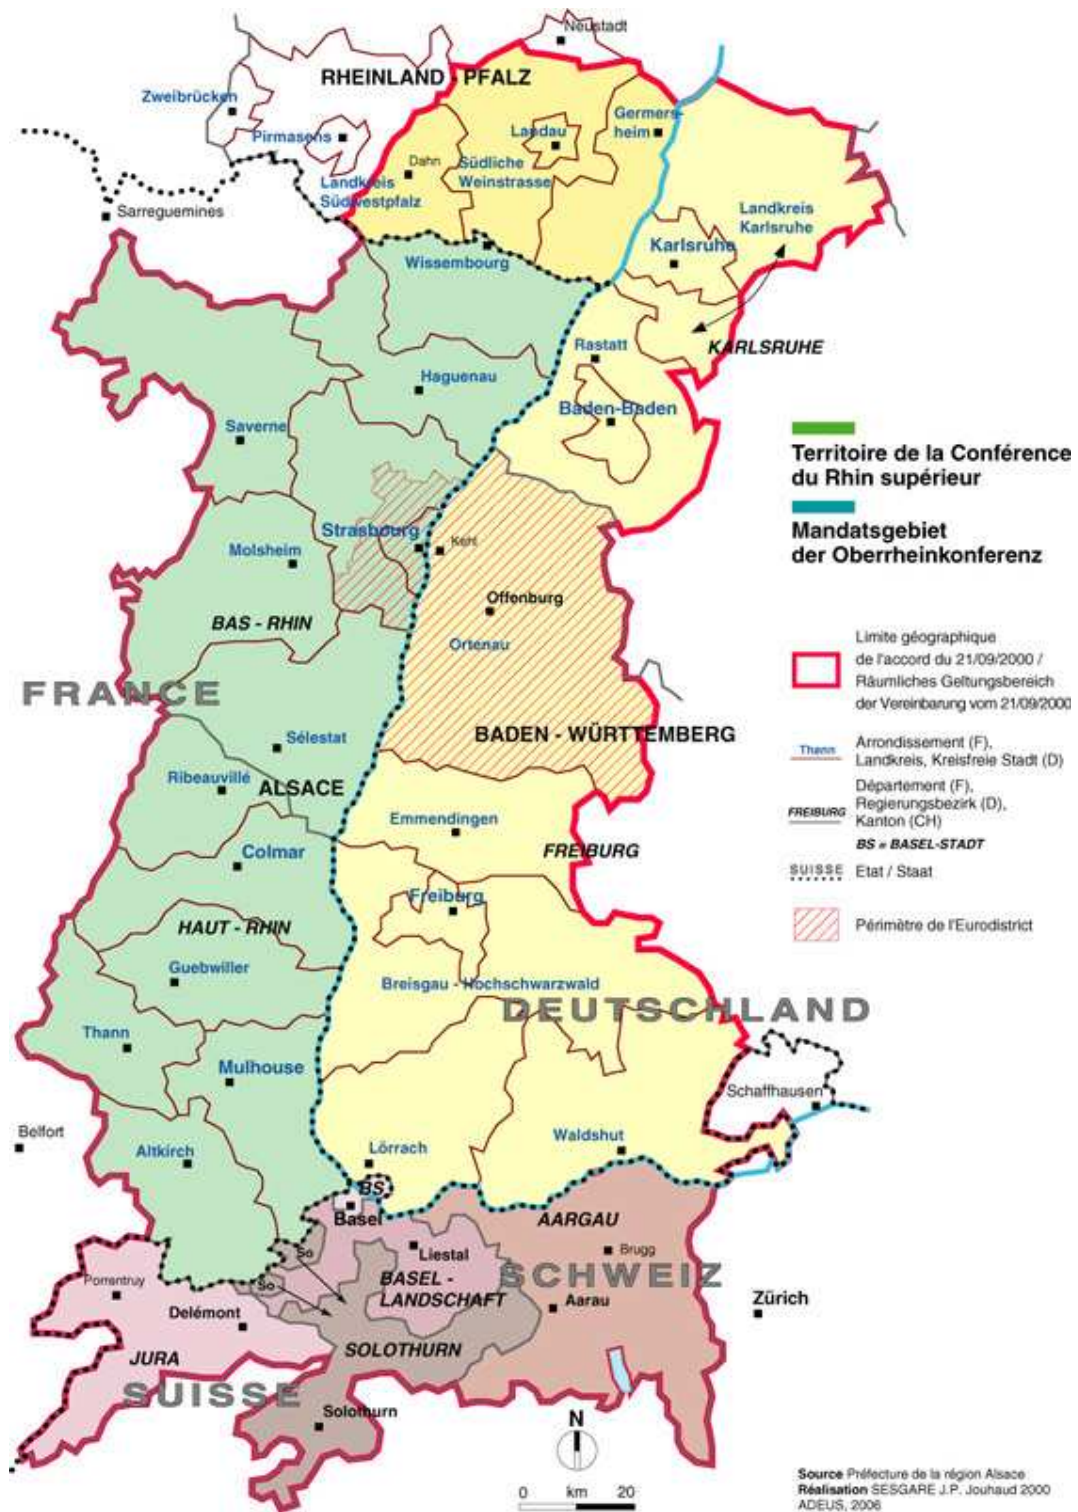 Neustadt
RHEINLAND - PFALZ
Zweibrücken
Pirmasens
Landau
Germers-
heim
Dahn
Südliche
Weinstrasse
Landkreis
Südwestpfalz
Sarreguemines
Landkreis
Karlsruhe
Karlsruhe
Wissembourg
KARLSRUHE
Rastatt
Haguenau
Baden-Baden
Saverne
Territoire de la Conférence
du Rhin supérieur
Mandatsgebiet
der Oberrheinkonferenz
Strasbourg
Kehl
Molsheim
Offenburg
BAS - RHIN
Ortenau
Limite géographique
de l'accord du 21/09/2000 /
Räumliches Geltungsbereich
der Vereinbarung vom 21/09/2000
FRANCE
BADEN - WÜRTTEMBERG
Sélestat
Thann
Arrondissement (F),
Landkreis, Kreisfreie Stadt (D)
Ribeauvillé
ALSACE
FREIBURG
Département (F),
Regierungsbezirk (D),
Kanton (CH)
BS = BASEL-STADT
Emmendingen
Colmar
FREIBURG
SUISSE
Etat / Staat
Freiburg
HAUT - RHIN
Périmètre de l'Eurodistrict
Guebwiller
Breisgau - Hochschwarzwald
DEUTSCHLAND
Thann
Mulhouse
Schaffhausen
Belfort
Altkirch
Lörrach
Waldshut
BS
Basel
AARGAU
So
Liestal
Brugg
Porrentruy
So
BASEL -
LANDSCHAFT
SCHWEIZ
Delémont
Aarau
Zürich
JURA
SOLOTHURN
SUISSE
Solothurn
N
0 km 20
Source Préfecture de la région Alsace
Réalisation SESGARE J.P. Jouhaud 2000
ADEUS, 2006